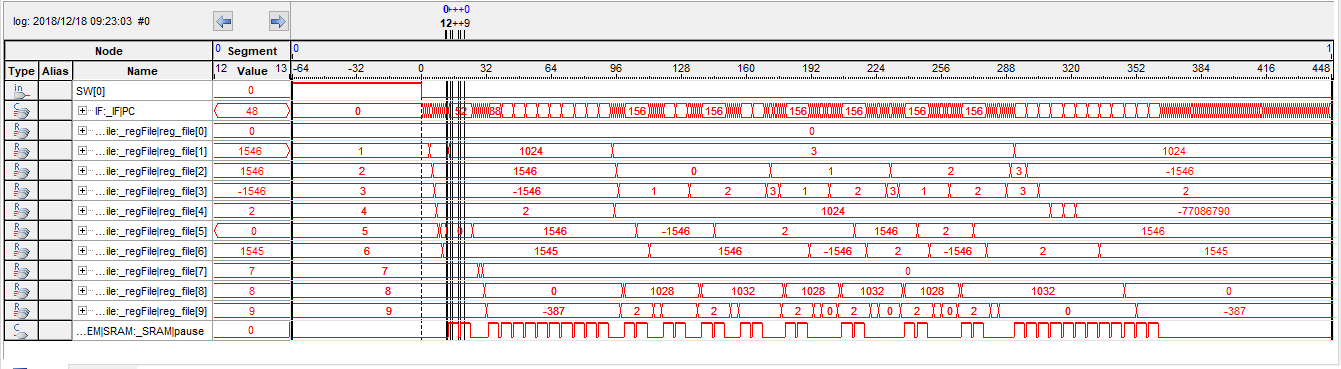 log: 2018/12/18 09:23:03 #0
0+++0
12++9
Node 0 Segment 0 1
Type Alias Name 12 Value 13 -64 -32 0 32 64 96 128 160 192 224 256 288 320 352 384 416 448
in SW[0] 0
C IF:_IF|PC 48 0 52 88 156 156 156 156 156 156
R ...ile:_regFile|reg_file[0] 0 0
R ...ile:_regFile|reg_file[1] 1546 1 1024 3 1024
R ...ile:_regFile|reg_file[2] 1546 2 1546 0 1 2 3 -1546
R ...ile:_regFile|reg_file[3] -1546 3 -1546 1 2 3 1 2 3 1 2 3 2
R ...ile:_regFile|reg_file[4] 2 4 2 1024 -77086790
R ...ile:_regFile|reg_file[5] 0 5 0 1546 -1546 2 1546 2 1546
R ...ile:_regFile|reg_file[6] 1545 6 1545 1546 -1546 2 -1546 2 1545
R ...ile:_regFile|reg_file[7] 7 7 0
R ...ile:_regFile|reg_file[8] 8 8 0 1028 1032 1028 1032 1028 1032 0
R ...ile:_regFile|reg_file[9] 9 9 -387 2 2 2 2 0 2 0 2 0 2 0 -387
C ...EM|SRAM:_SRAM|pause 0